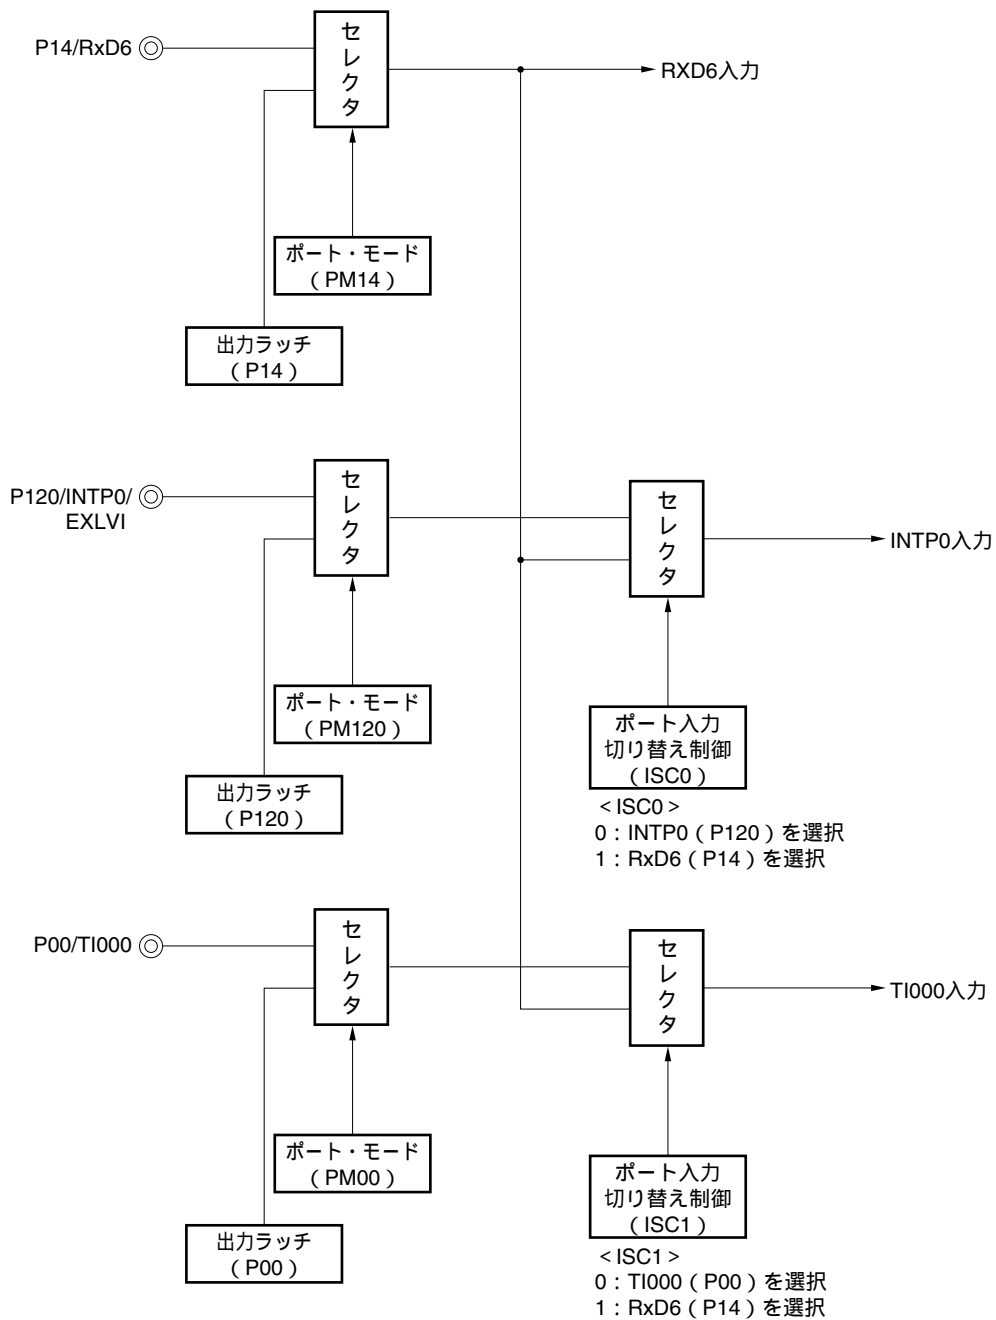 P14/RxD6
セレクタ
RXD6入力
ポート・モード
（PM14）
出力ラッチ
（P14）
P120/INTP0/
EXLVI
セレクタ
セレクタ
INTP0入力
ポート・モード
（PM120）
出力ラッチ
（P120）
ポート入力
切り替え制御
（ISC0）
＜ISC0＞
0：INTP0（P120）を選択
1：RxD6（P14）を選択
P00/TI000
セレクタ
セレクタ
TI000入力
ポート・モード
（PM00）
出力ラッチ
（P00）
ポート入力
切り替え制御
（ISC1）
＜ISC1＞
0：TI000（P00）を選択
1：RxD6（P14）を選択